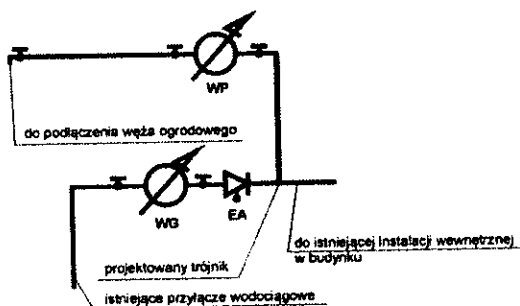 WP
do podłączenia węża ogrodowego
WG
EA
do istniejącej instalacji wewnętrznej
w budynku
projektowany trójnik
istniejące przyłącze wodociągowe